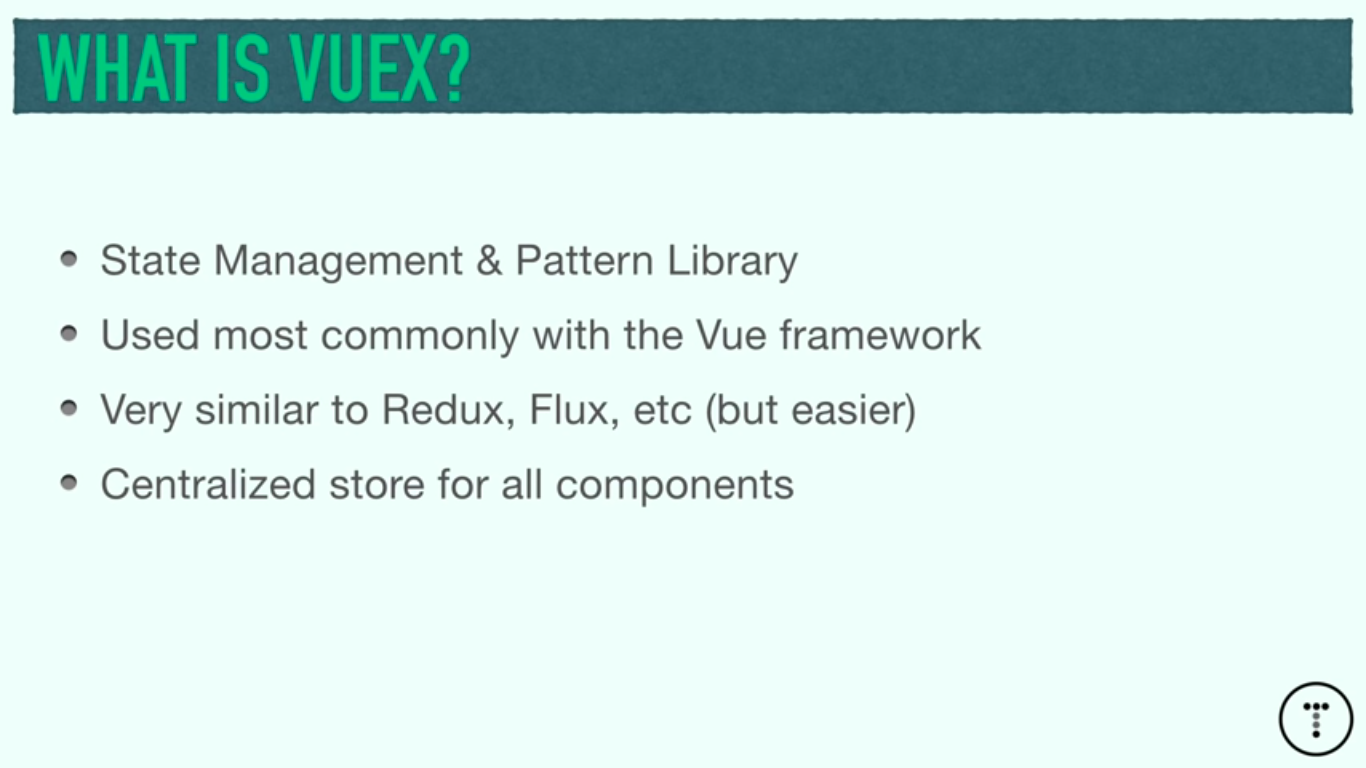 WHAT IS VUEX?
State Management & Pattern Library
Used most commonly with the Vue framework
Very similar to Redux, Flux, etc (but easier)
Centralized store for all components
T